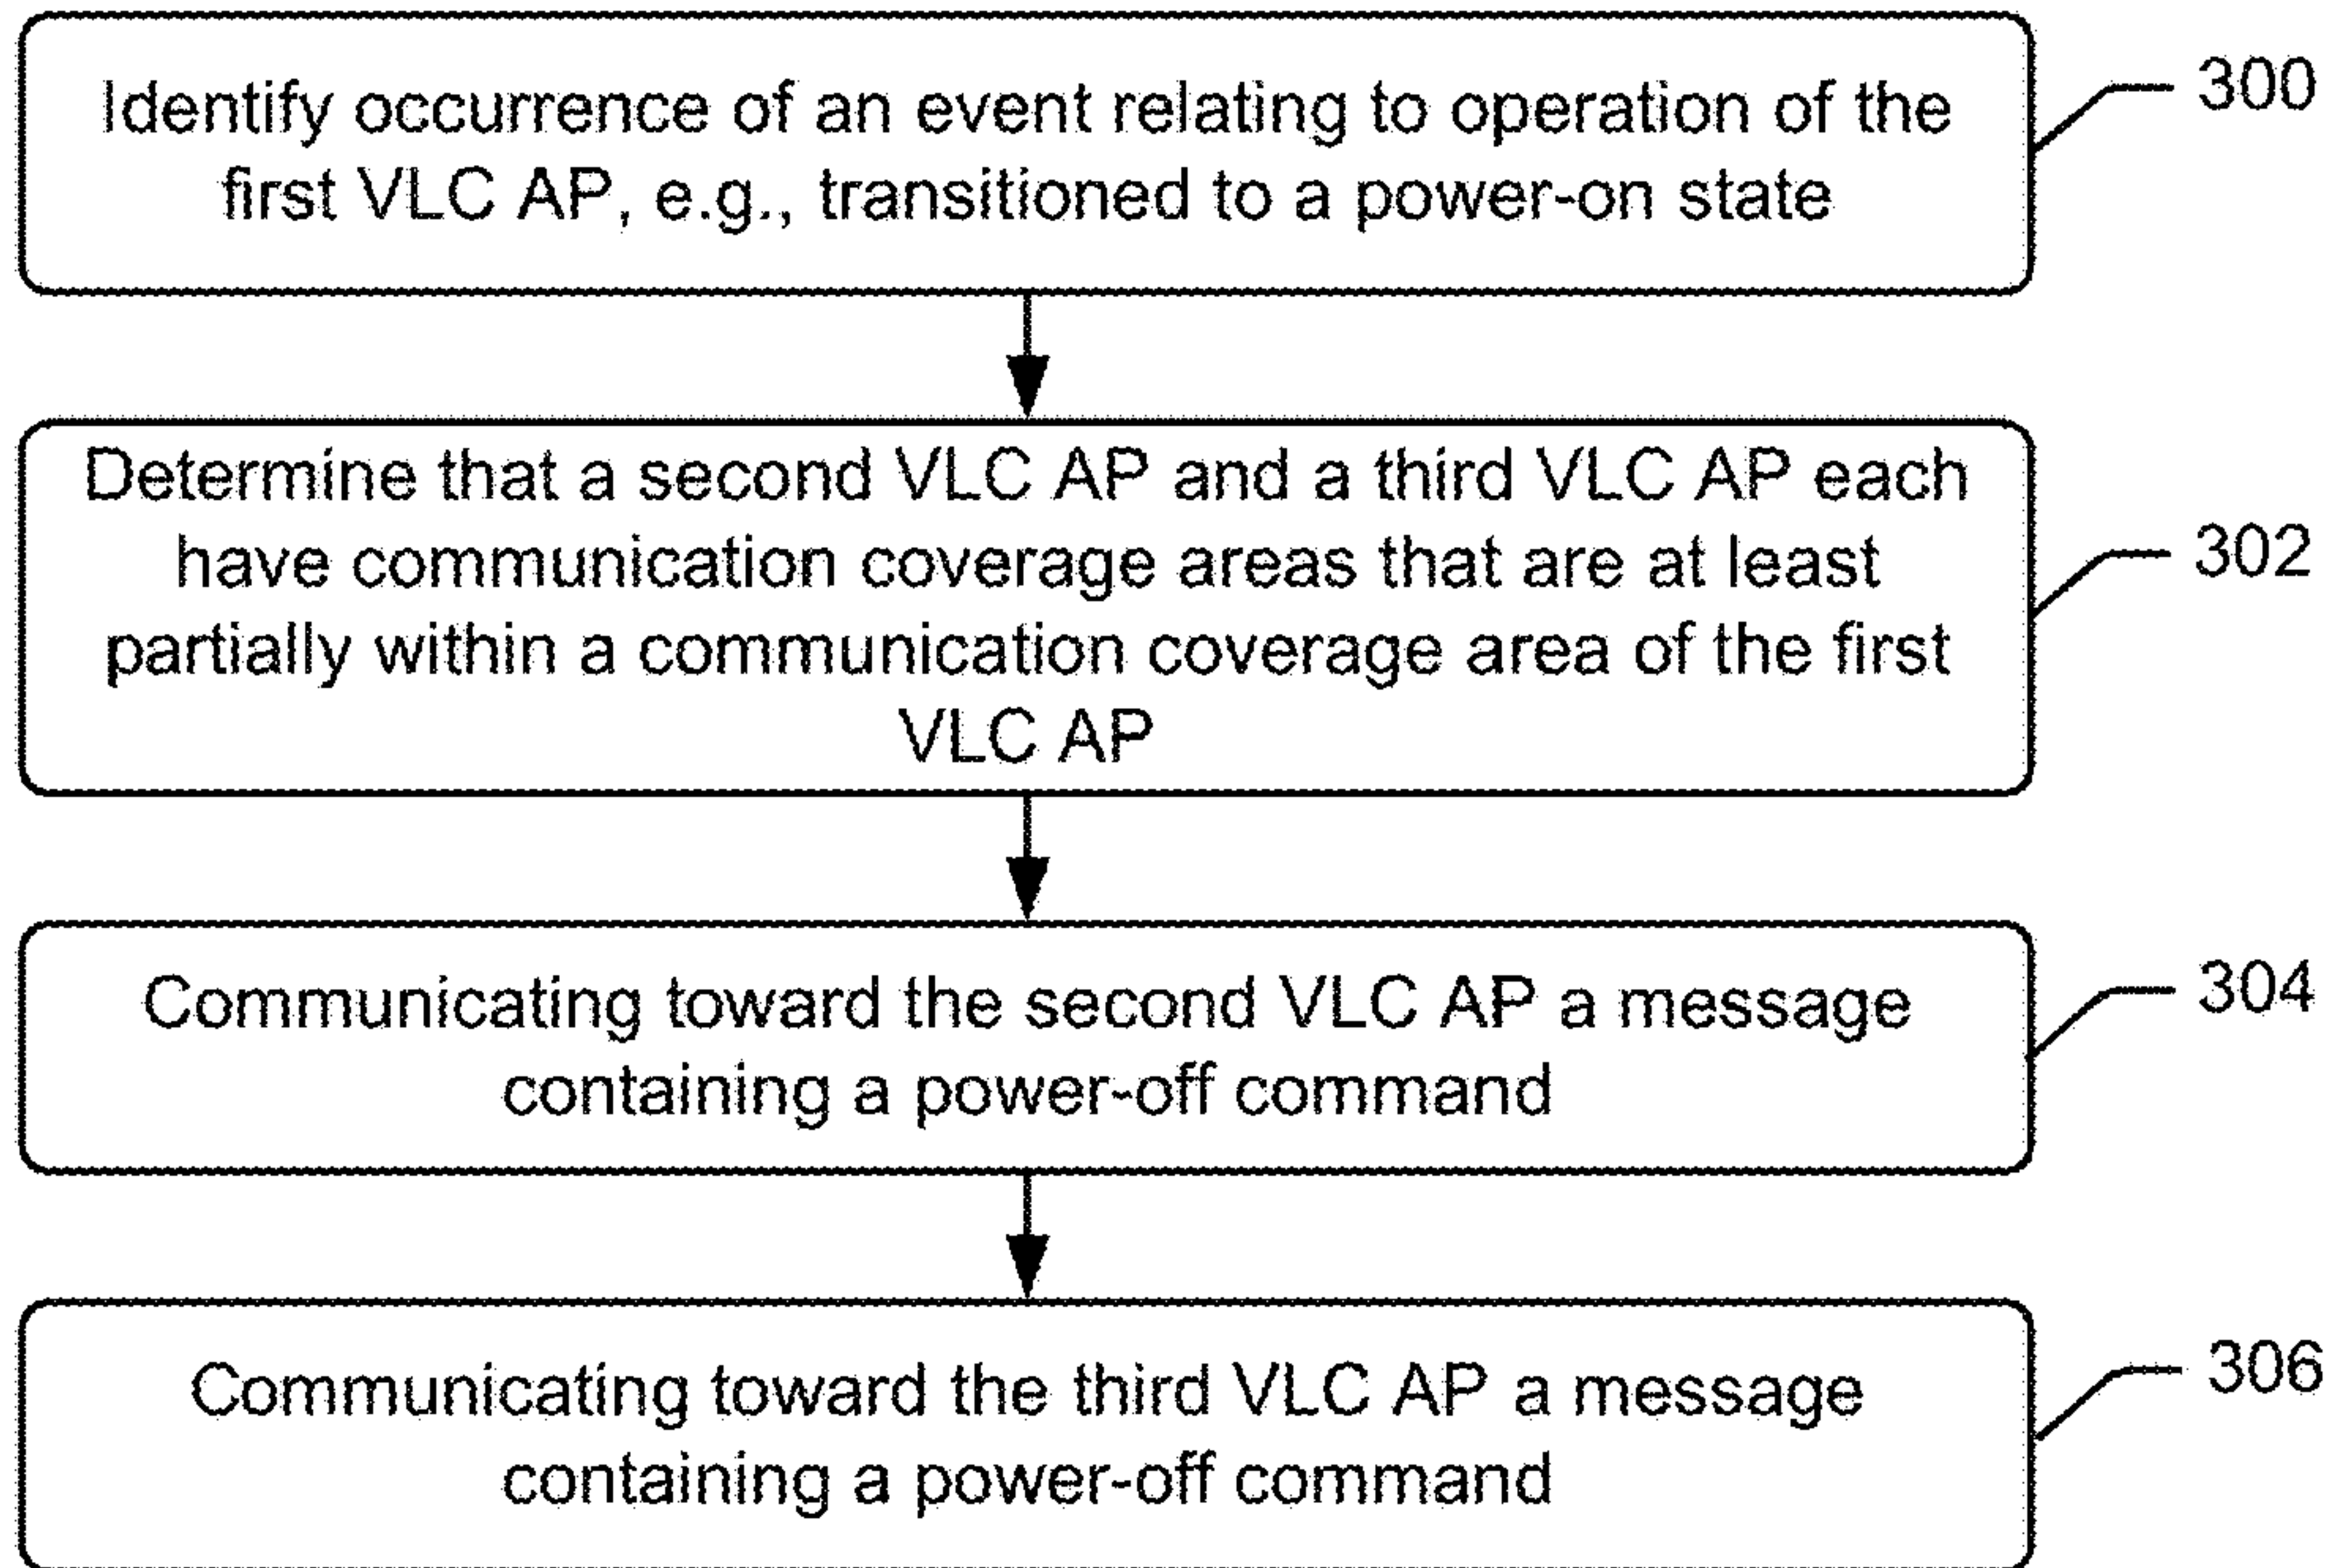 Identify occurrence of an event relating to operation of the
first VLC AP, e.g., transitioned to a power-on state
300
Determine that a second VLC AP and a third VLC AP each
have communication coverage areas that are at least
partially within a communication coverage area of the first
VLC AP
302
Communicating toward the second VLC AP a message
containing a power-off command
304
Communicating toward the third VLC AP a message
containing a power-off command
306